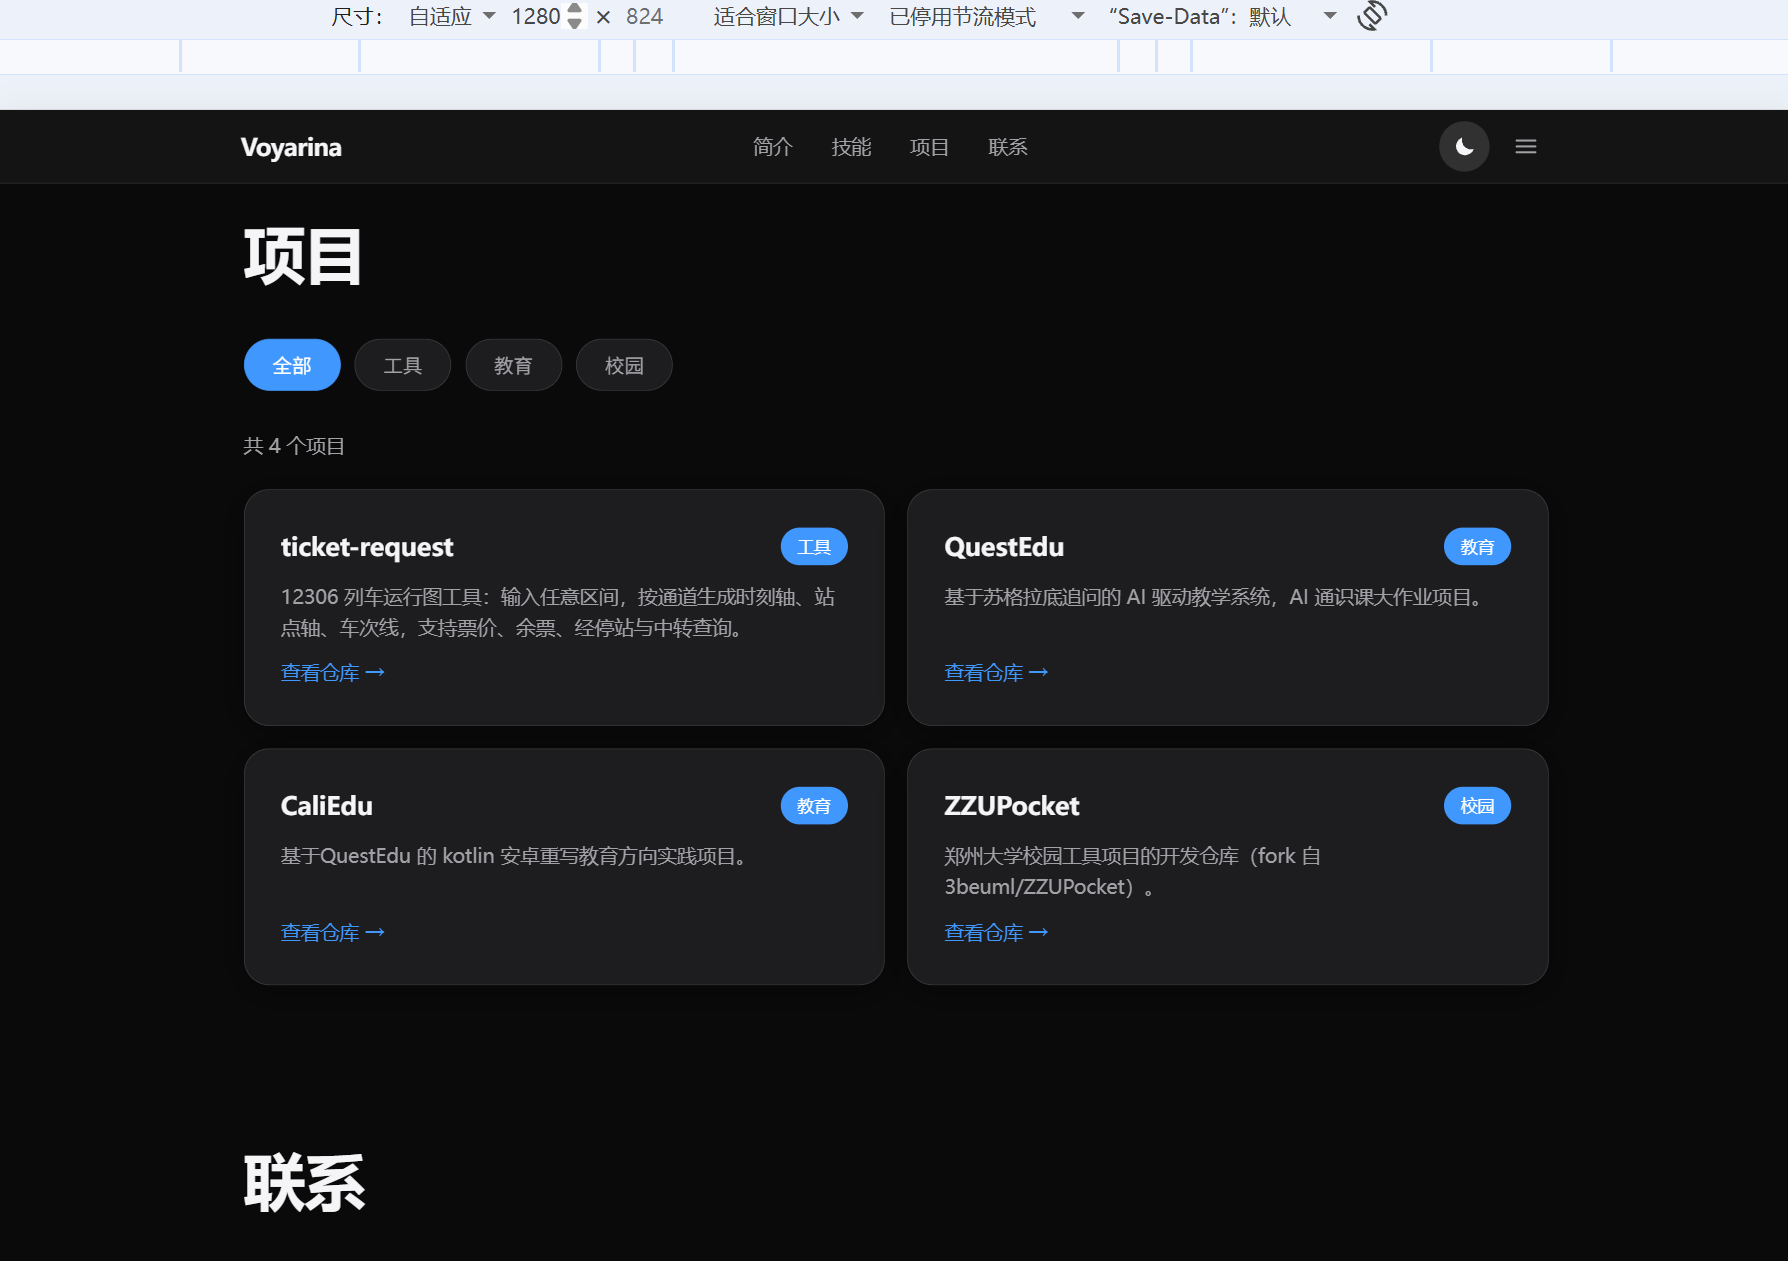 尺寸： 自适应 1280 × 824 适合窗口大小 已停用节流模式 “Save-Data”：默认
Voyarina 简介 技能 项目 联系
项目
全部 工具 教育 校园
共 4 个项目
ticket-request 工具
12306 列车运行图工具：输入任意区间，按通道生成时刻轴、站
点轴、车次线，支持票价、余票、经停站与中转查询。
查看仓库 →
QuestEdu 教育
基于苏格拉底追问的 AI 驱动教学系统，AI 通识课大作业项目。
查看仓库 →
CaliEdu 教育
基于QuestEdu 的 kotlin 安卓重写教育方向实践项目。
查看仓库 →
ZZUPocket 校园
郑州大学校园工具项目的开发仓库（fork 自
3beuml/ZZUPocket）。
查看仓库 →
联系